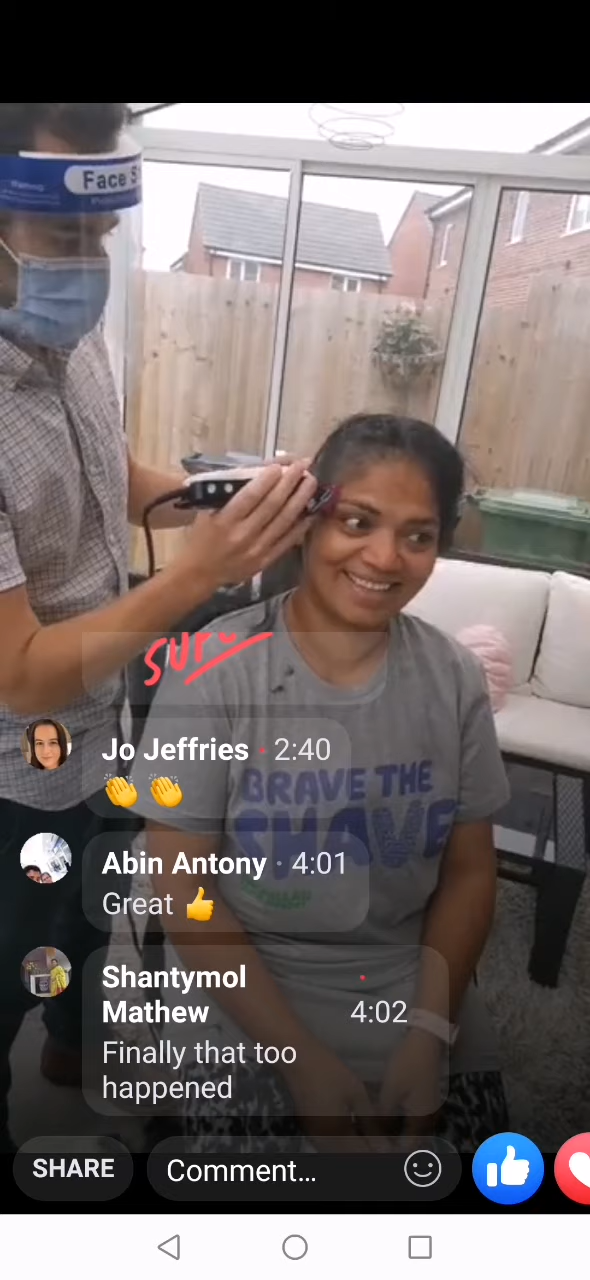 Face S
Jo Jeffries · 2:40
👏 👏
BRAVE THE
SHAVE
Abin Antony · 4:01
Great 👍
Shantymol
Mathew · 4:02
Finally that too
happened
SHARE
Comment...